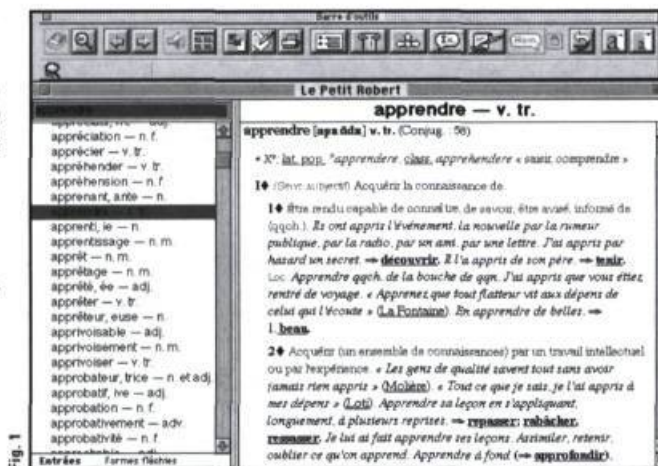 Barre d'outils
Le Petit Robert
apprendre — v. tr.
appréciation — n. f.
apprécier — v. tr.
appréhender — v. tr.
appréhension — n. f.
apprenant, ante — n.
apprenti, ie — n.
apprentissage — n. m.
apprêt — n. m.
apprêtage — n. m.
apprêté, ée — adj.
apprêter — v. tr.
apprêteur, euse — n.
apprivoisable — adj.
apprivoisement — n. m.
apprivoiser — v. tr.
approbateur, trice — n. et adj.
approbatif, ive — adj.
approbation — n. f.
approbativement — adv.
approbativité — n. f.
Entrées Formes fléchies
apprendre v. tr. (Conjug. : 58)
• Xe; lat. pop. °apprendere, class. apprehendere « saisir, comprendre »
I♦ Acquérir la connaissance de.
1♦ Être rendu capable de connaître, de savoir, être avisé, informé de
(qqch.). Ils ont appris l'événement, la nouvelle par la rumeur
publique, par la radio, par un ami, par une lettre. J'ai appris par
hasard un secret. ➡ découvrir. Il l'a appris de son père. ➡ tenir.
Loc. Apprendre qqch. de la bouche de qqn. J'ai appris que vous étiez
rentré de voyage. « Apprenez que tout flatteur vit aux dépens de
celui qui l'écoute » (La Fontaine). En apprendre de belles. ➡
1. beau.
2♦ Acquérir (un ensemble de connaissances) par un travail intellectuel
ou par l'expérience. « Les gens de qualité savent tout sans avoir
jamais rien appris » (Molière). « Tout ce que je sais, je l'ai appris à
mes dépens » (Loti). Apprendre sa leçon en s'appliquant,
longuement, à plusieurs reprises. ➡ repasser; rabâcher,
ressasser. Je lui ai fait apprendre ses leçons. Assimiler, retenir,
oublier ce qu'on apprend. Apprendre à fond (➡ approfondir).
Fig. 1